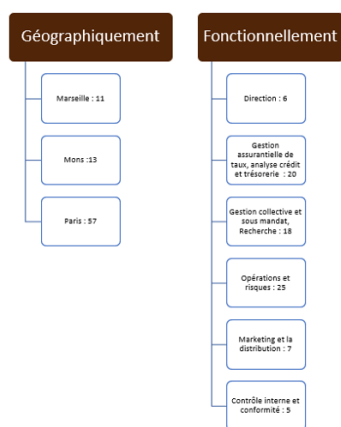 Géographiquement
Marseille : 11
Mons :13
Paris : 57
Fonctionnellement
Direction : 6
Gestion
assurantielle de
taux, analyse crédit
et trésorerie  : 20
Gestion collective et
sous mandat,
Recherche : 18
Opérations et
risques : 25
Marketing et la
distribution : 7
Contrôle interne et
conformité : 5